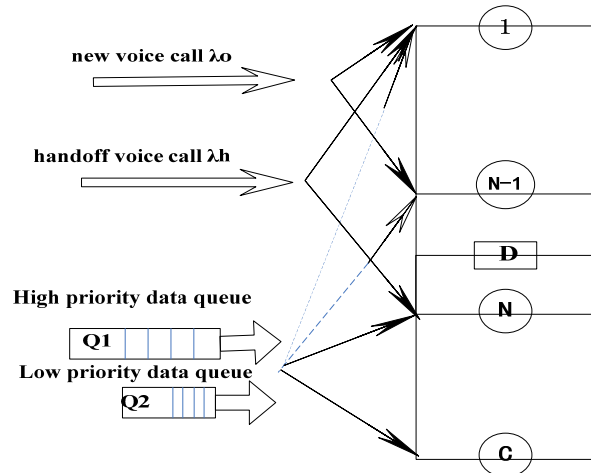 new voice call λo
handoff voice call λh
High priority data queue
Q1
Low priority data queue
Q2
1
N-1
D
N
C